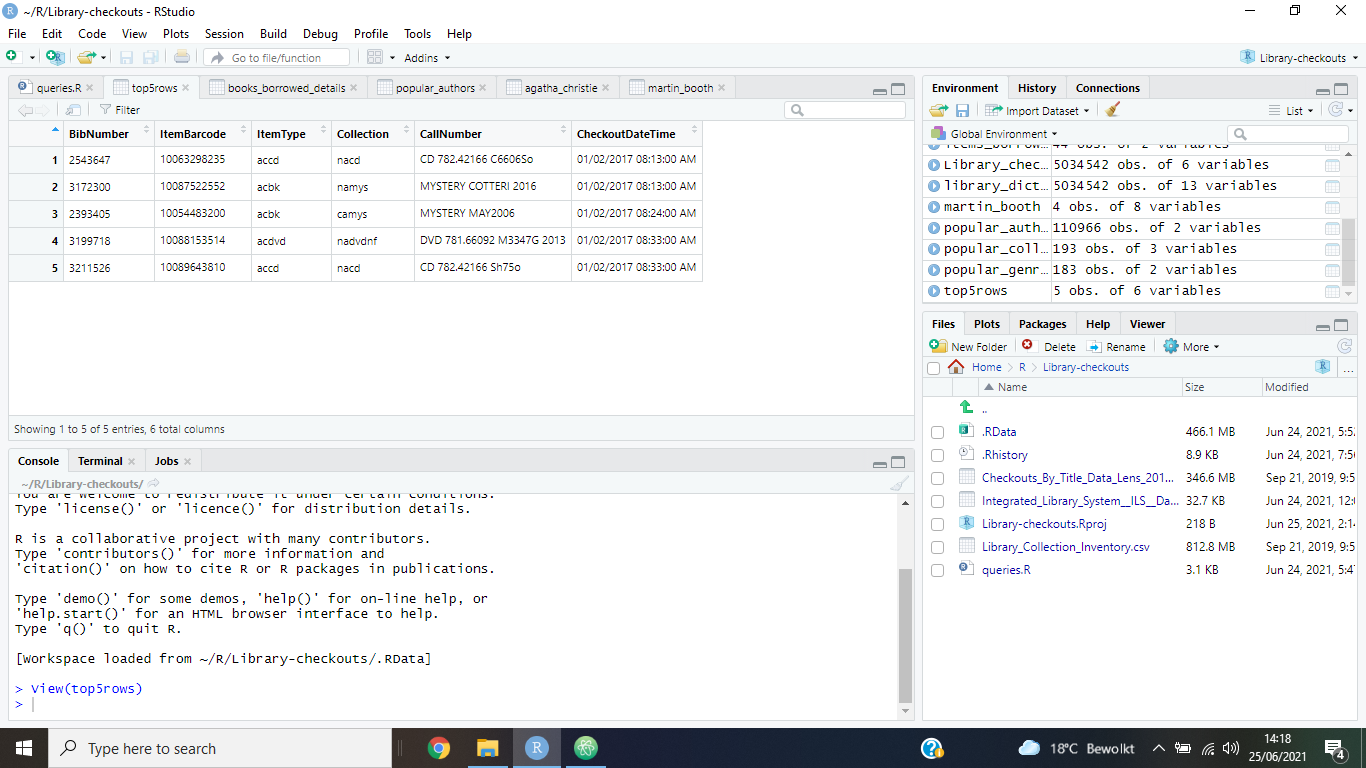 ~/R/Library-checkouts - RStudio
File Edit Code View Plots Session Build Debug Profile Tools Help
Go to file/function Addins Library-checkouts
queries.R top5rows books_borrowed_details popular_authors agatha_christie martin_booth
Filter
BibNumber ItemBarcode ItemType Collection CallNumber CheckoutDateTime
1 2543647 10063298235 accd nacd CD 782.42166 C6606So 01/02/2017 08:13:00 AM
2 3172300 10087522552 acbk namys MYSTERY COTTERI 2016 01/02/2017 08:13:00 AM
3 2393405 10054483200 acbk camys MYSTERY MAY2006 01/02/2017 08:24:00 AM
4 3199718 10088153514 acdvd nadvdnf DVD 781.66092 M3347G 2013 01/02/2017 08:33:00 AM
5 3211526 10089643810 accd nacd CD 782.42166 Sh75o 01/02/2017 08:33:00 AM
Showing 1 to 5 of 5 entries, 6 total columns
Console Terminal Jobs
~/R/Library-checkouts/
You are welcome to redistribute it under certain conditions.
Type 'license()' or 'licence()' for distribution details.
R is a collaborative project with many contributors.
Type 'contributors()' for more information and
'citation()' on how to cite R or R packages in publications.
Type 'demo()' for some demos, 'help()' for on-line help, or
'help.start()' for an HTML browser interface to help.
Type 'q()' to quit R.
[Workspace loaded from ~/R/Library-checkouts/.RData]
> View(top5rows)
>
Environment History Connections
Import Dataset List
Global Environment
items_borrow… 44 obs. of 2 variables
Library_chec… 5034542 obs. of 6 variables
library_dict… 5034542 obs. of 13 variables
martin_booth 4 obs. of 8 variables
popular_auth… 110966 obs. of 2 variables
popular_coll… 193 obs. of 3 variables
popular_genr… 183 obs. of 2 variables
top5rows 5 obs. of 6 variables
Files Plots Packages Help Viewer
New Folder Delete Rename More
Home R Library-checkouts ...
Name Size Modified
..
.RData 466.1 MB Jun 24, 2021, 5:5
.Rhistory 8.9 KB Jun 24, 2021, 7:5
Checkouts_By_Title_Data_Lens_201... 346.6 MB Sep 21, 2019, 9:5
Integrated_Library_System__ILS__Da... 32.7 KB Jun 24, 2021, 12:
Library-checkouts.Rproj 218 B Jun 25, 2021, 2:1
Library_Collection_Inventory.csv 812.8 MB Sep 21, 2019, 9:5
queries.R 3.1 KB Jun 24, 2021, 5:4
Type here to search
18°C Bewolkt
14:18
25/06/2021
4